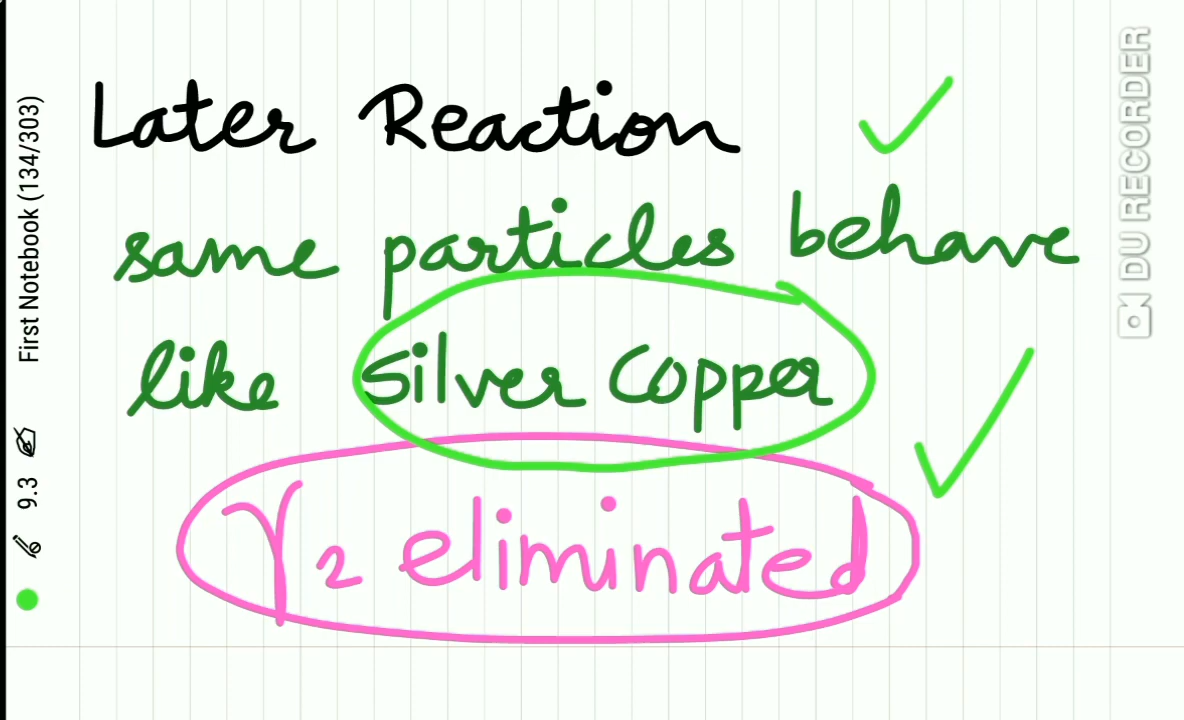 Later Reaction
same particles behave
like Silver Copper
γ2 eliminated
First Notebook (134/303)
9.3
DU RECORDER